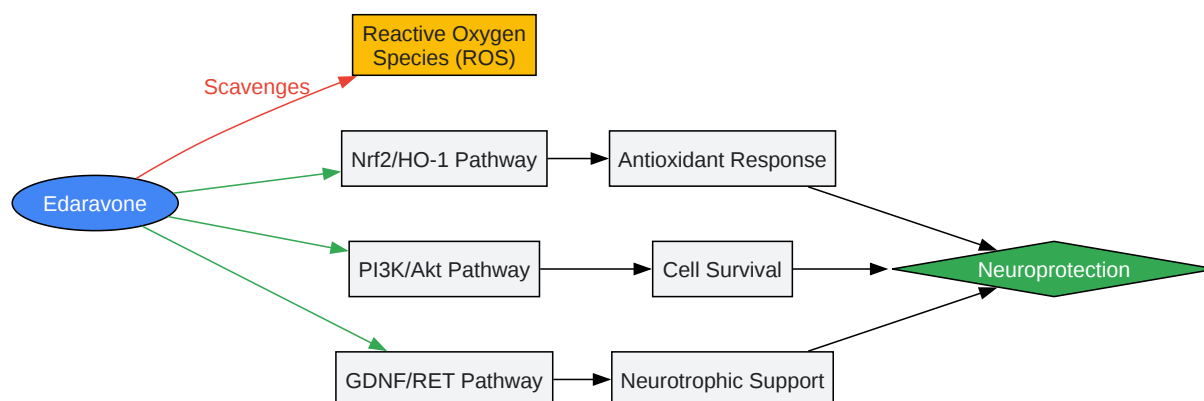 Reactive Oxygen
Species (ROS)
Scavenges
Nrf2/HO-1 Pathway
Antioxidant Response
Edaravone
PI3K/Akt Pathway
Cell Survival
Neuroprotection
GDNF/RET Pathway
Neurotrophic Support